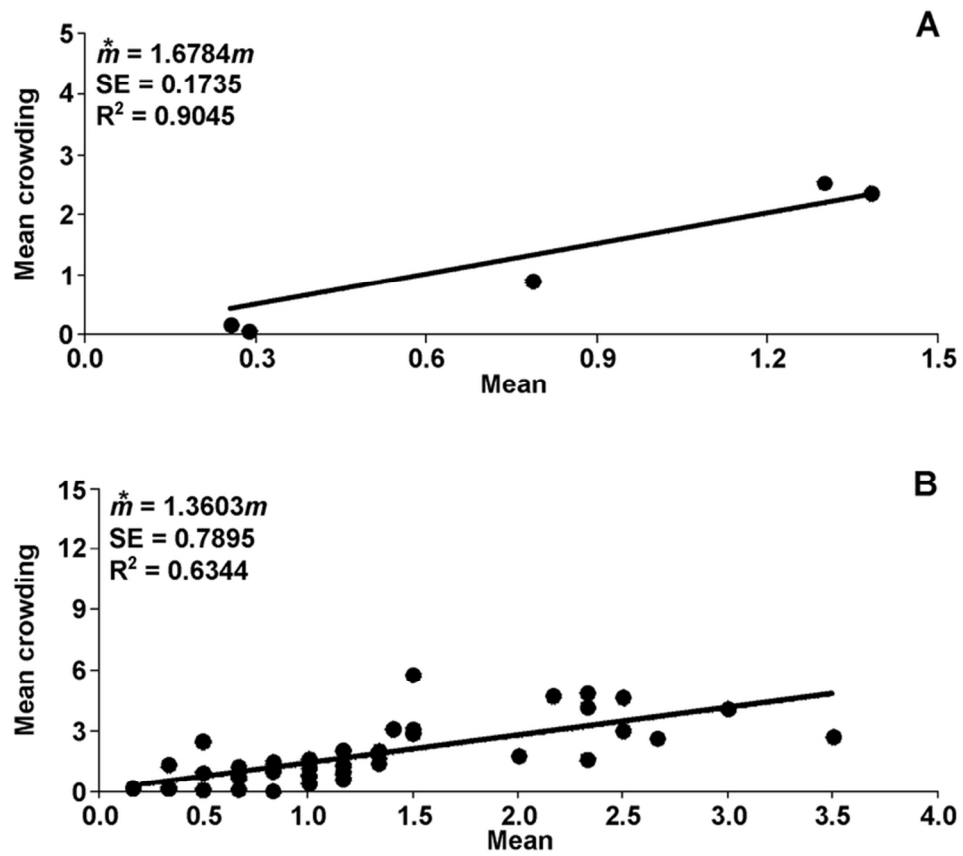 A
5
4
3
2
1
0
Mean crowding
m̽ = 1.6784m
SE = 0.1735
R² = 0.9045
0.0 0.3 0.6 0.9 1.2 1.5
Mean
B
15
12
9
6
3
0
Mean crowding
m̽ = 1.3603m
SE = 0.7895
R² = 0.6344
0.0 0.5 1.0 1.5 2.0 2.5 3.0 3.5 4.0
Mean